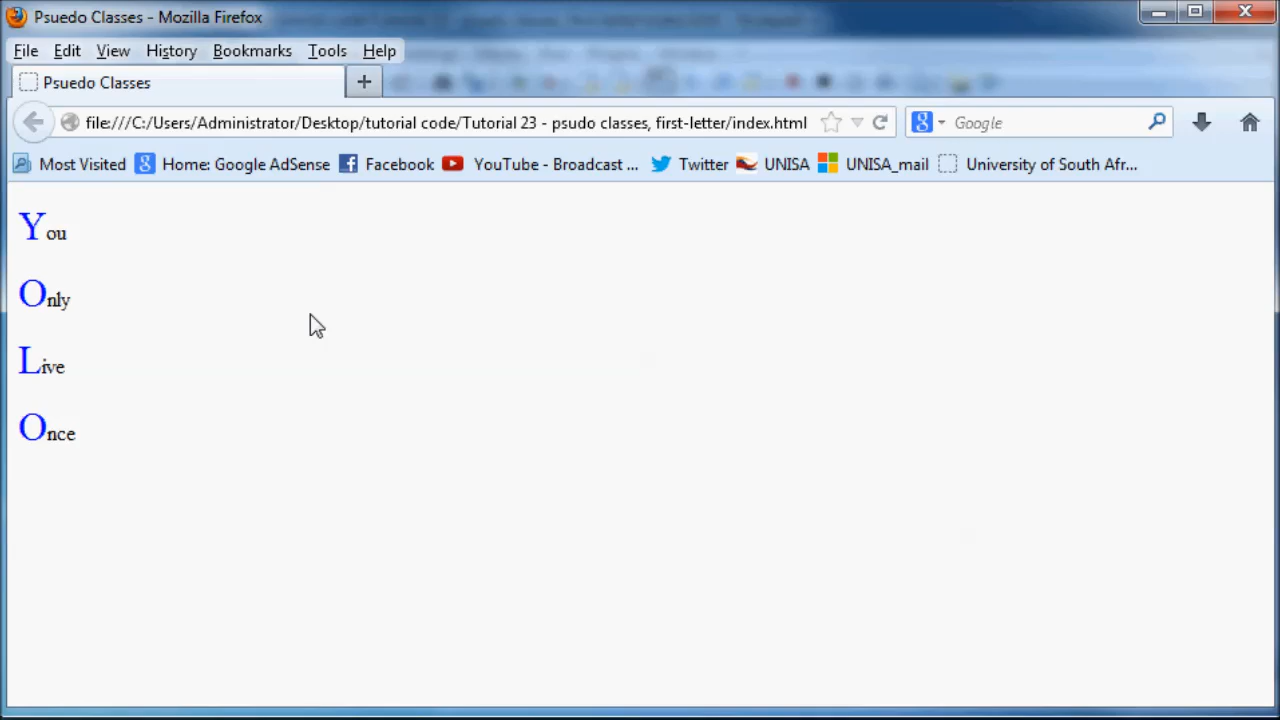 Psuedo Classes - Mozilla Firefox
File Edit View History Bookmarks Tools Help
Psuedo Classes
file:///C:/Users/Administrator/Desktop/tutorial code/Tutorial 23 - psudo classes, first-letter/index.html Google
Most Visited Home: Google AdSense Facebook YouTube - Broadcast ... Twitter UNISA UNISA_mail University of South Afr...
You
Only
Live
Once